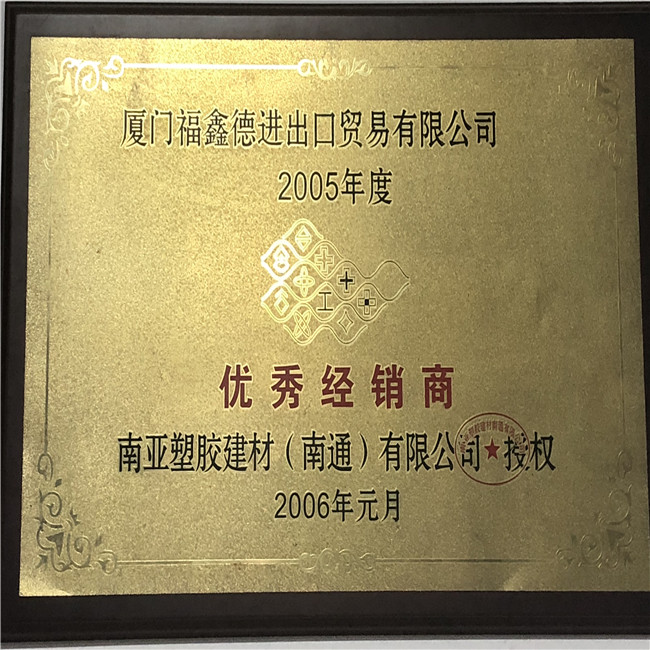 厦门福鑫德进出口贸易有限公司
2005年度
优秀经销商
南亚塑胶建材（南通）有限公司 授权
2006年元月